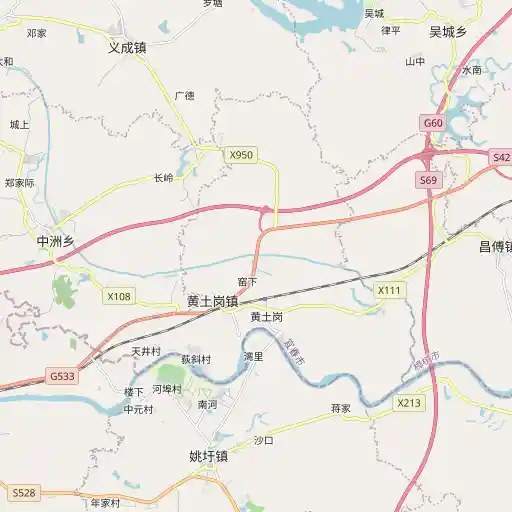 罗塘
吴城
邓家
律平
吴城乡
义成镇
山中
水南
大和
广德
G60
城上
X950
S42
长岭
S69
郑家际
中洲乡
昌傅镇
窑下
X108
X111
黄土岗镇
黄土岗
宜春市
天井村
荻斜村
湾里
樟树市
G533
楼下
河埠村
X213
中元村
南河
蒋家
沙口
姚圩镇
S528
年家村